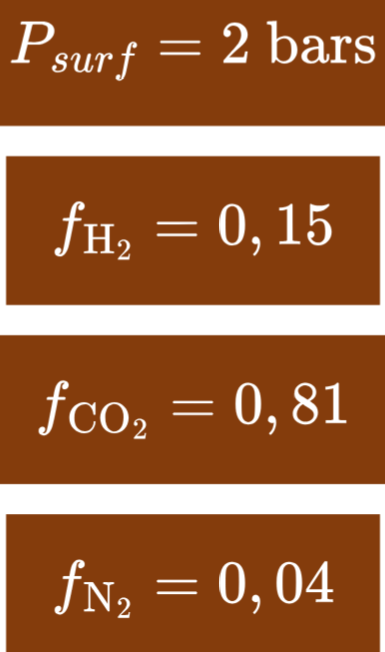 P_surf = 2 bars
f_H₂ = 0, 15
f_CO₂ = 0, 81
f_N₂ = 0, 04